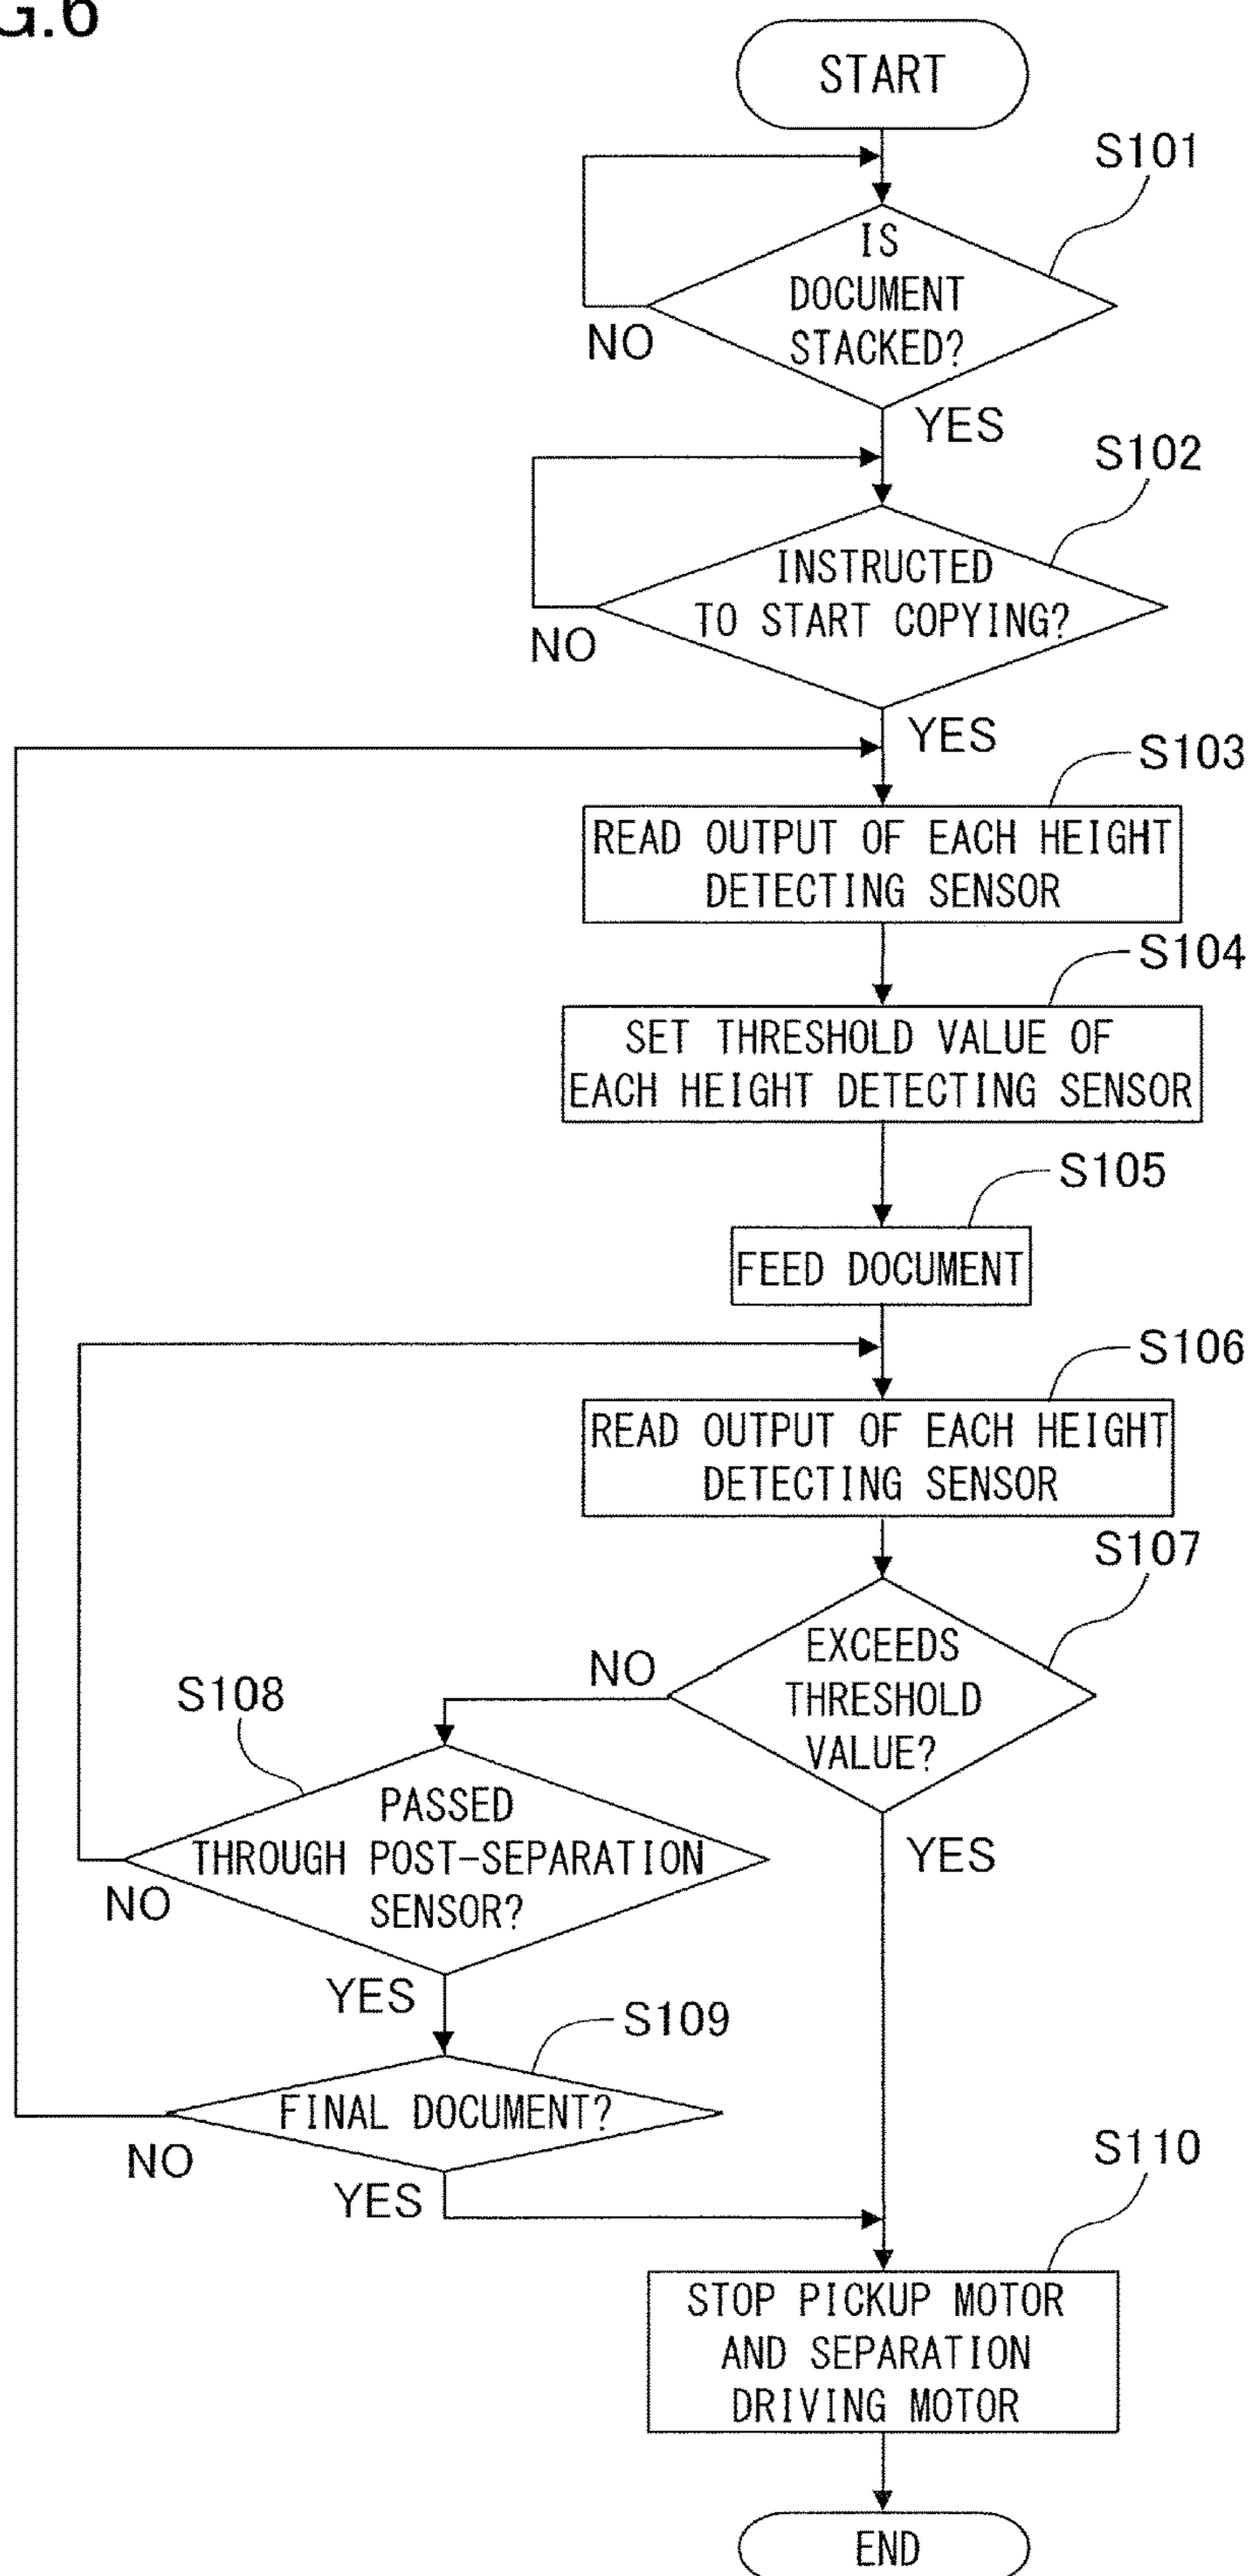 G.6
START
S101
IS
DOCUMENT
STACKED?
NO
YES
S102
INSTRUCTED
TO START COPYING?
NO
YES
S103
READ OUTPUT OF EACH HEIGHT
DETECTING SENSOR
S104
SET THRESHOLD VALUE OF
EACH HEIGHT DETECTING SENSOR
S105
FEED DOCUMENT
S106
READ OUTPUT OF EACH HEIGHT
DETECTING SENSOR
S107
EXCEEDS
THRESHOLD
VALUE?
NO
YES
S108
PASSED
THROUGH POST-SEPARATION
SENSOR?
NO
YES
S109
FINAL DOCUMENT?
NO
YES
S110
STOP PICKUP MOTOR
AND SEPARATION
DRIVING MOTOR
END